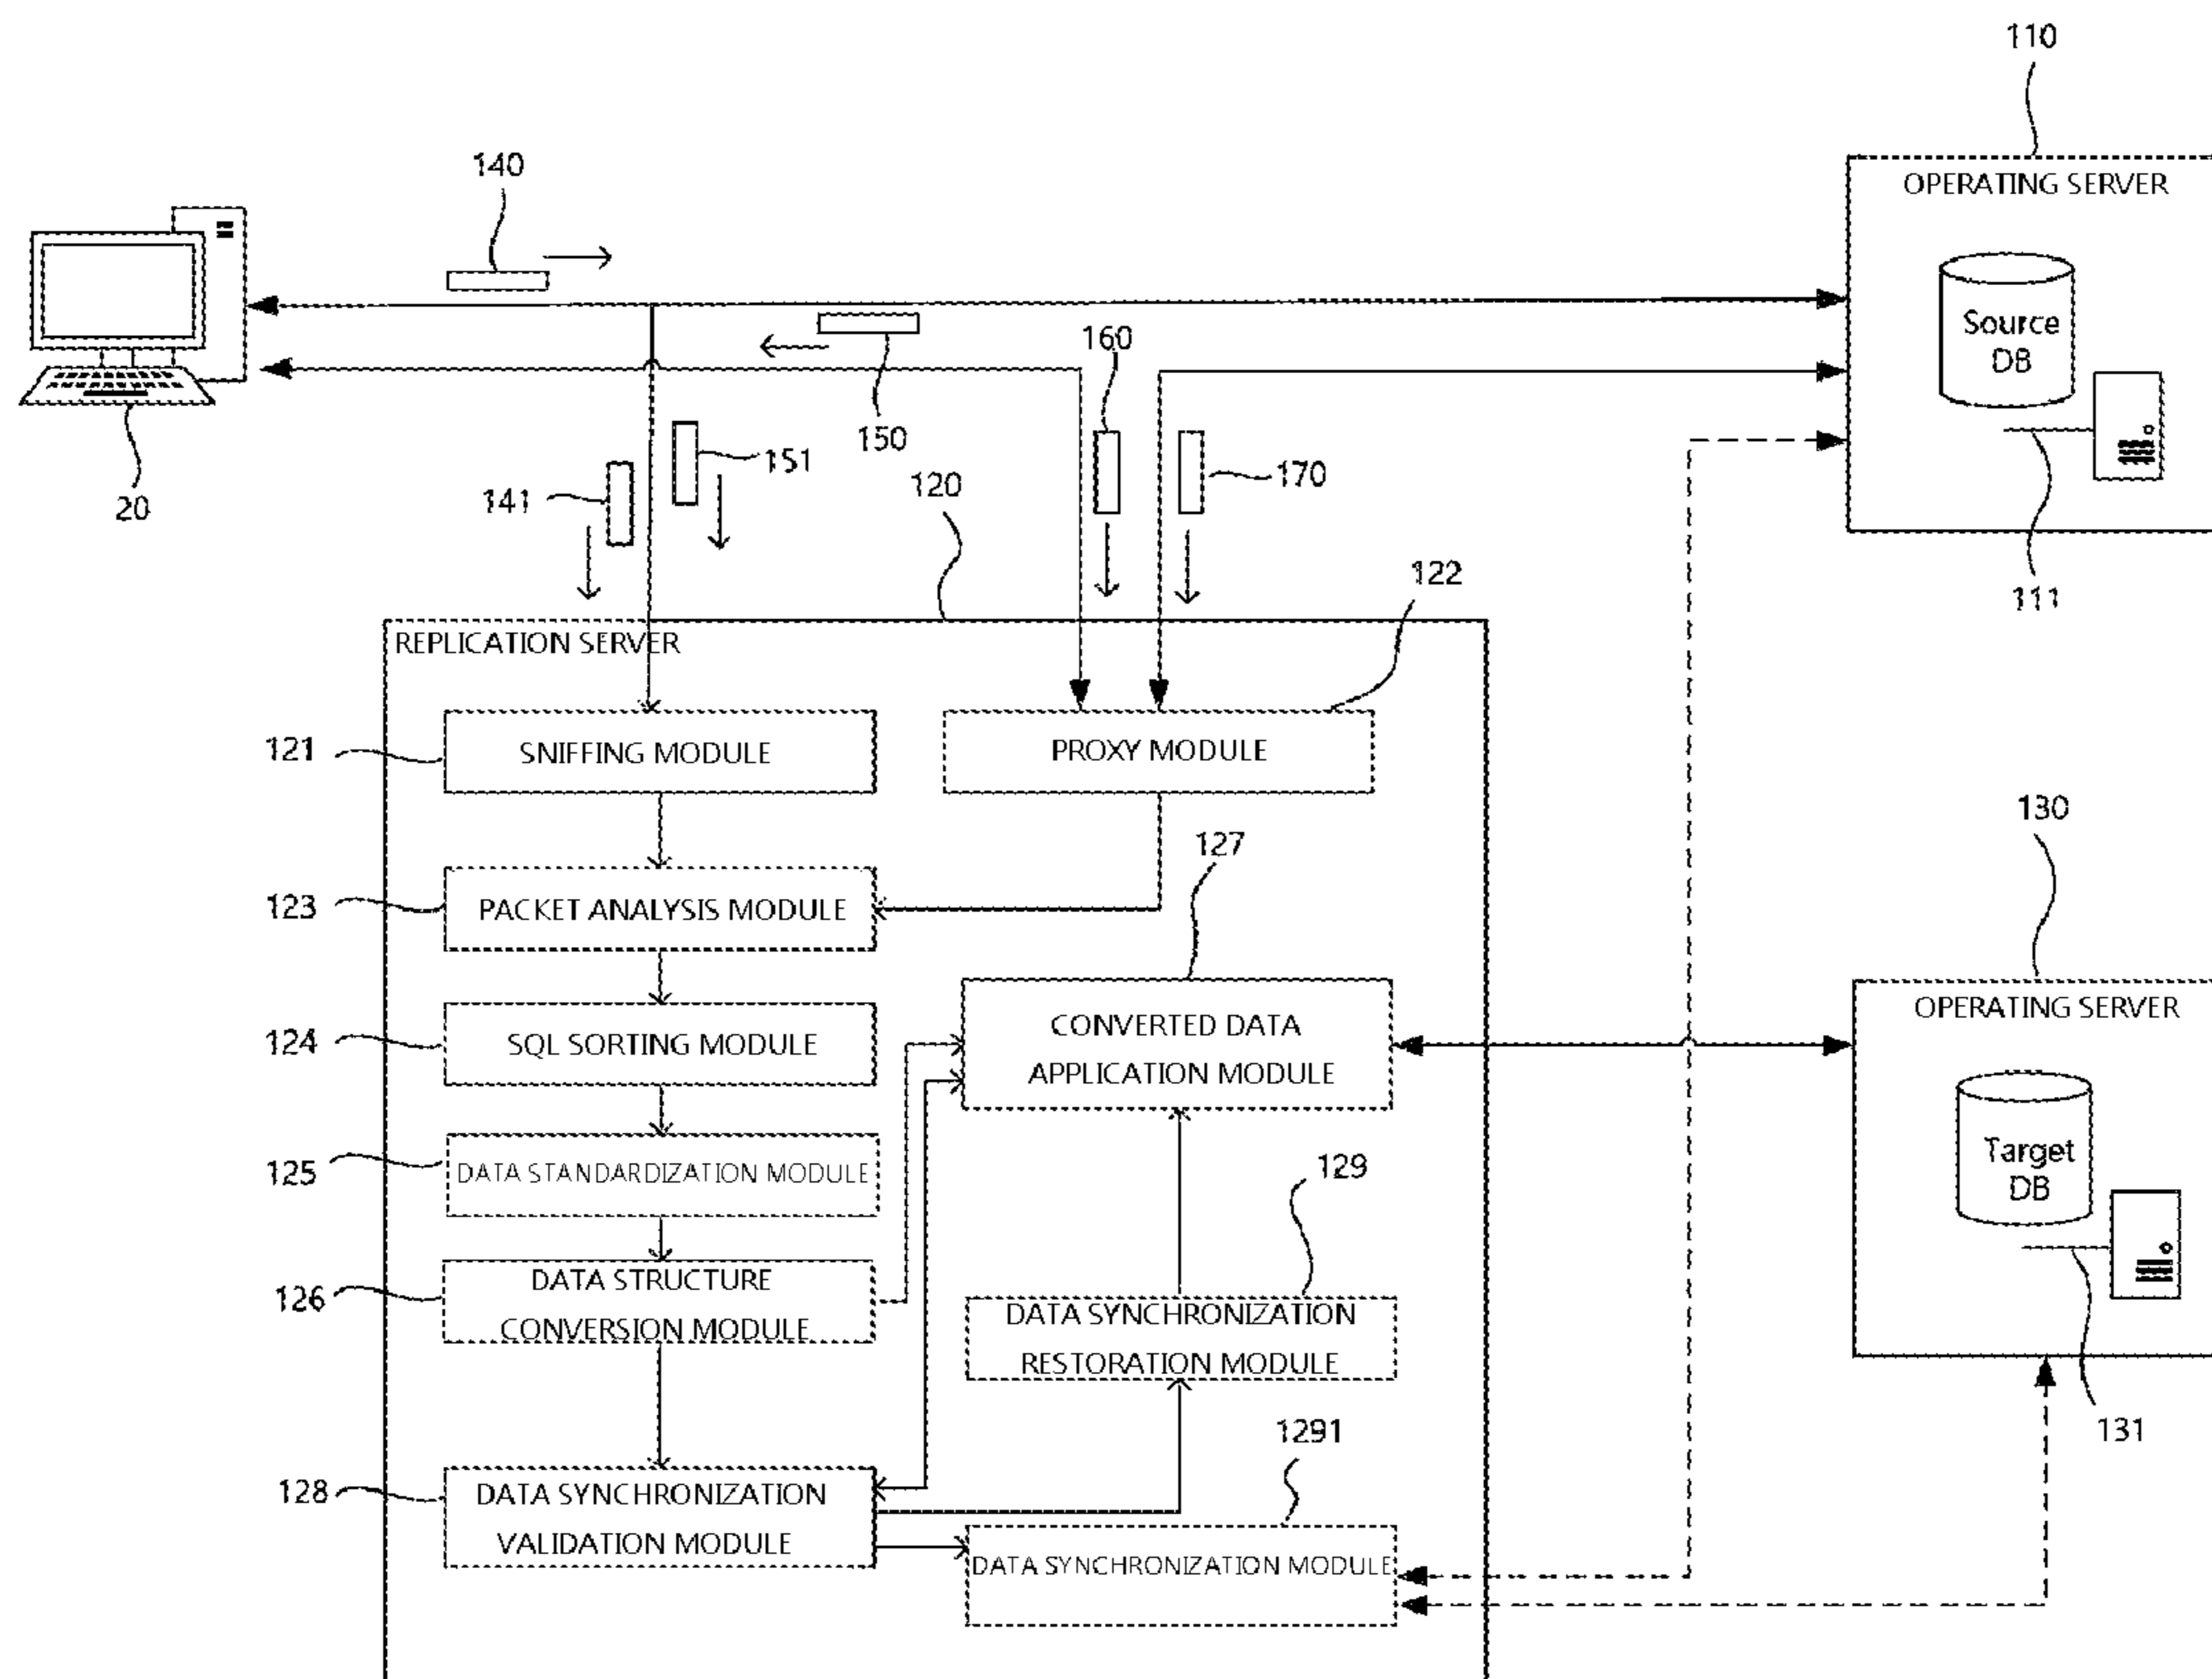 110
OPERATING SERVER
140
Source
DB
160
150
151
170
120
141
20
111
122
REPLICATION SERVER
121
SNIFFING MODULE
PROXY MODULE
130
127
123
PACKET ANALYSIS MODULE
OPERATING SERVER
124
SQL SORTING MODULE
CONVERTED DATA
APPLICATION MODULE
Target
DB
129
125
DATA STANDARDIZATION MODULE
126
DATA STRUCTURE
CONVERSION MODULE
DATA SYNCHRONIZATION
RESTORATION MODULE
131
1291
128
DATA SYNCHRONIZATION
VALIDATION MODULE
DATA SYNCHRONIZATION MODULE